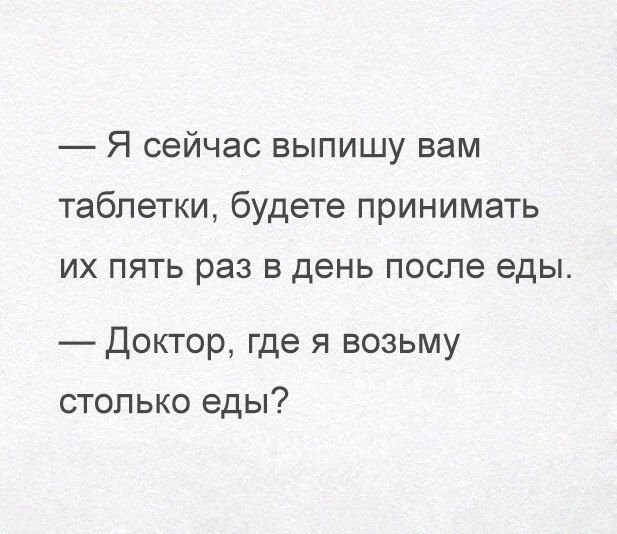 — Я сейчас выпишу вам
таблетки, будете принимать
их пять раз в день после еды.
— Доктор, где я возьму
столько еды?